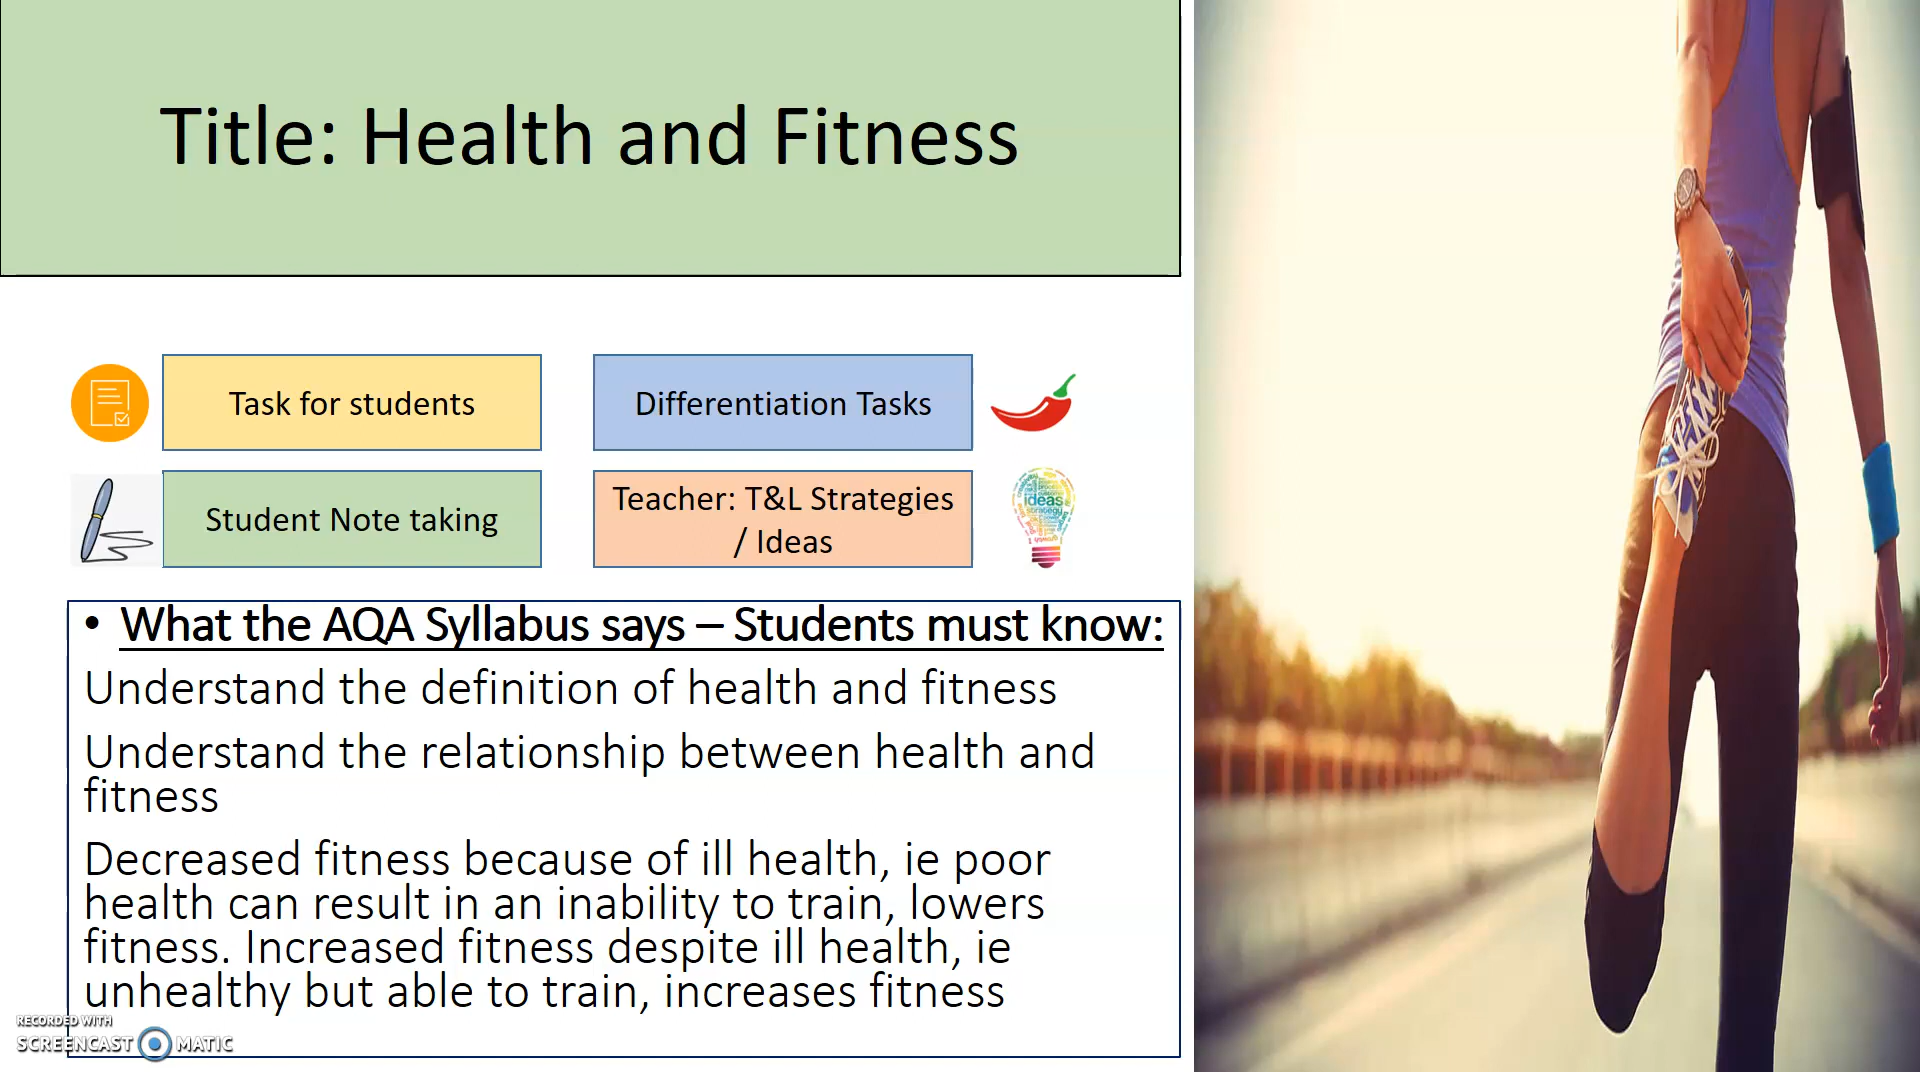 Title: Health and Fitness
Task for students
Differentiation Tasks
Student Note taking
Teacher: T&L Strategies
/ Ideas
ideas
strategy
growth
• What the AQA Syllabus says – Students must know:
Understand the definition of health and fitness
Understand the relationship between health and
fitness
Decreased fitness because of ill health, ie poor
health can result in an inability to train, lowers
fitness. Increased fitness despite ill health, ie
unhealthy but able to train, increases fitness
RECORDED WITH
SCREENCAST MATIC